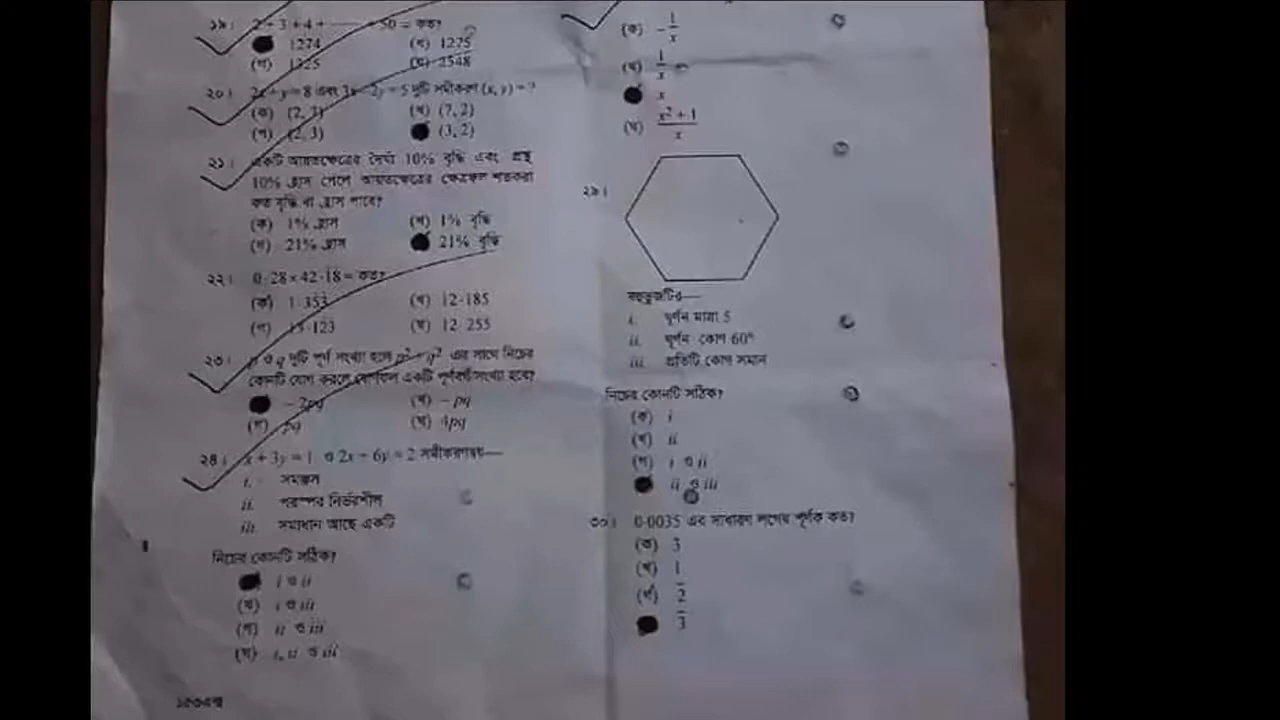 ১৯। 2 + 3 + 4 + ······ + 50 = কত?
1274
(খ) 1275
(গ) 1325
(ঘ) 2548
২০। 2x + y = 8 এবং 3x − 2y = 5 দুটি সমীকরণ (x, y) = ?
(ক) (2, 3)
(খ) (7, 2)
(গ) (2, 3)
(3, 2)
২১। একটি আয়তক্ষেত্রের দৈর্ঘ্য 10% বৃদ্ধি এবং প্রস্থ
10% হ্রাস পেলে আয়তক্ষেত্রের ক্ষেত্রফল শতকরা
কত বৃদ্ধি বা হ্রাস পাবে?
(ক) 1% হ্রাস
(খ) 1% বৃদ্ধি
(গ) 21% হ্রাস
21% বৃদ্ধি
২২। 0·28 × 42·18 = কত?
(ক) 1·353
(খ) 12·185
(গ) 13·123
(ঘ) 12·255
২৩। p ও q দুটি পূর্ণ সংখ্যা হলে p² + q² এর সাথে নিচের
কোনটি যোগ করলে যোগফল একটি পূর্ণবর্গ সংখ্যা হবে?
− 2pq
(খ) − pq
(গ) pq
(ঘ) 4pq
২৪। x + 3y = 1 ও 2x + 6y = 2 সমীকরণদ্বয়—
i. সমঞ্জস
ii. পরস্পর নির্ভরশীল
iii. সমাধান আছে একটি
নিচের কোনটি সঠিক?
i ও ii
(খ) i ও iii
(গ) ii ও iii
(ঘ) i, ii ও iii
(ক) −1/x
(খ) 1/x
x
(ঘ) (x² + 1)/x
২৯।
বহুভুজটির—
i. ঘূর্ণন মাত্রা 5
ii. ঘূর্ণন কোণ 60°
iii. প্রতিটি কোণ সমান
নিচের কোনটি সঠিক?
(ক) i
(খ) ii
(গ) i ও ii
ii ও iii
৩০। 0·0035 এর সাধারণ লগের পূর্ণক কত?
(ক) 3
(খ) 1
(গ) 2̅
3̅